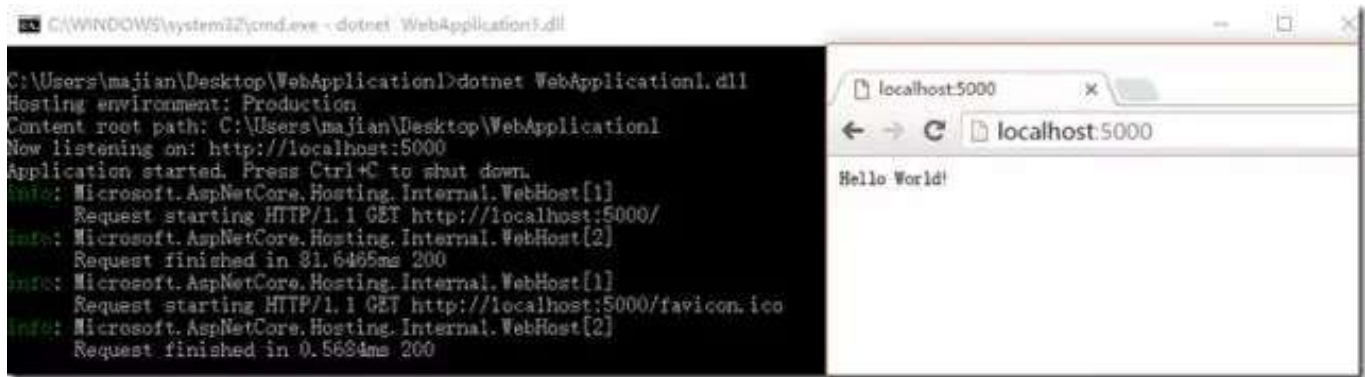 C:\WINDOWS\system32\cmd.exe - dotnet WebApplication1.dll
C:\Users\majian\Desktop\WebApplication1>dotnet WebApplication1.dll
Hosting environment: Production
Content root path: C:\Users\majian\Desktop\WebApplication1
Now listening on: http://localhost:5000
Application started. Press Ctrl+C to shut down.
info: Microsoft.AspNetCore.Hosting.Internal.WebHost[1]
Request starting HTTP/1.1 GET http://localhost:5000/
info: Microsoft.AspNetCore.Hosting.Internal.WebHost[2]
Request finished in 81.6465ms 200
info: Microsoft.AspNetCore.Hosting.Internal.WebHost[1]
Request starting HTTP/1.1 GET http://localhost:5000/favicon.ico
info: Microsoft.AspNetCore.Hosting.Internal.WebHost[2]
Request finished in 0.5684ms 200
localhost:5000
localhost:5000
Hello World!